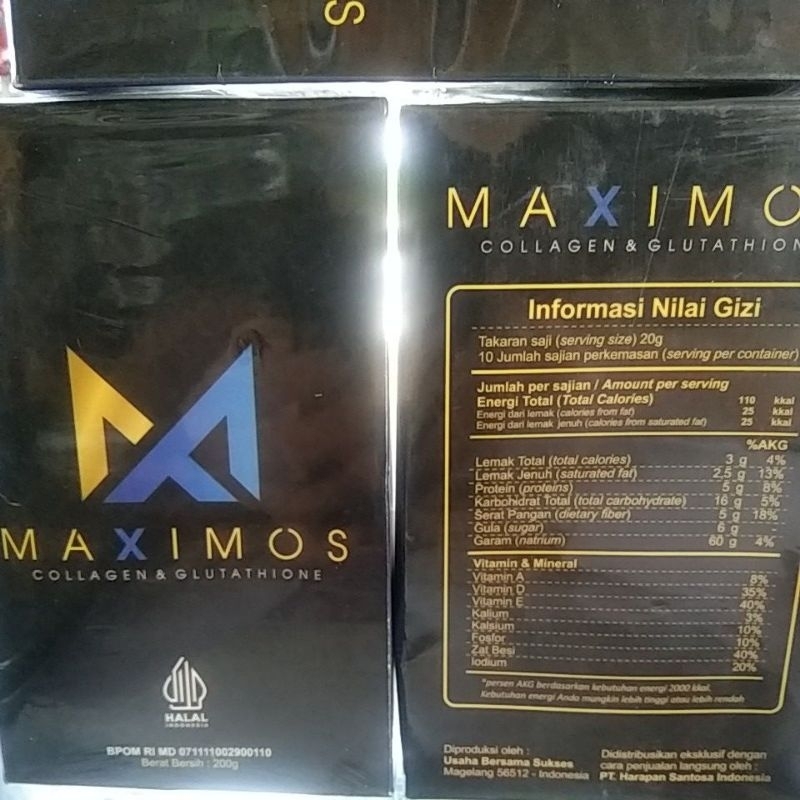 S
MAXIMOS
COLLAGEN & GLUTATHIONE
HALAL
INDONESIA
BPOM RI MD 071111002900110
Berat Bersih : 200g
MAXIMO
COLLAGEN & GLUTATHION
Informasi Nilai Gizi
Takaran saji (serving size) 20g
10 Jumlah sajian perkemasan (serving per container)
Jumlah per sajian / Amount per serving
Energi Total (Total Calories) 110 kkal
Energi dari lemak (calories from fat) 25 kkal
Energi dari lemak jenuh (calories from saturated fat) 25 kkal
%AKG
Lemak Total (total calories) 3 g 4%
Lemak Jenuh (saturated fat) 2,5 g 13%
Protein (proteins) 5 g 8%
Karbohidrat Total (total carbohydrate) 16 g 5%
Serat Pangan (dietary fiber) 5 g 18%
Gula (sugar) 6 g -
Garam (natrium) 60 g 4%
Vitamin & Mineral
Vitamin A 8%
Vitamin D 35%
Vitamin E 40%
Kalium 3%
Kalsium 10%
Fosfor 10%
Zat Besi 40%
Iodium 20%
*persen AKG berdasarkan kebutuhan energi 2000 kkal.
Kebutuhan energi Anda mungkin lebih tinggi atau lebih rendah
Diproduksi oleh :
Usaha Bersama Sukses
Magelang 56512 - Indonesia
Didistribusikan eksklusif dengan
cara penjualan langsung oleh :
PT. Harapan Santosa Indonesia